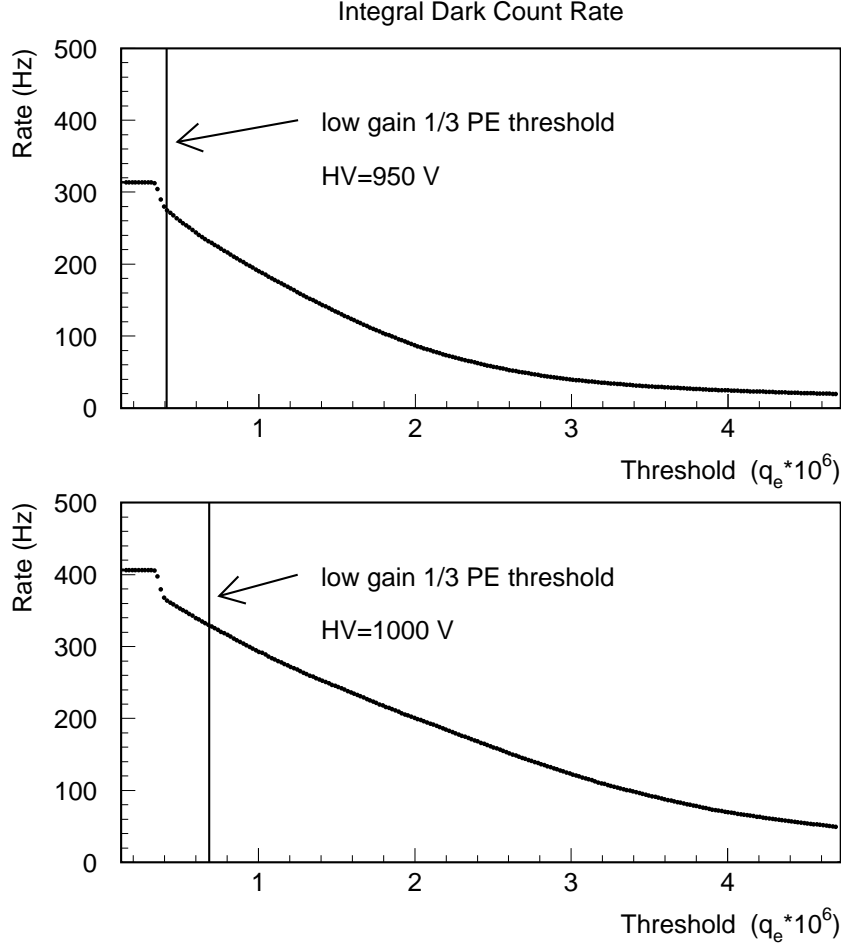 Integral Dark Count Rate
Rate (Hz)
500
400
300
200
100
0
low gain 1/3 PE threshold
HV=950 V
1 2 3 4
Threshold (q_e*10^6)
Rate (Hz)
500
400
300
200
100
0
low gain 1/3 PE threshold
HV=1000 V
1 2 3 4
Threshold (q_e*10^6)